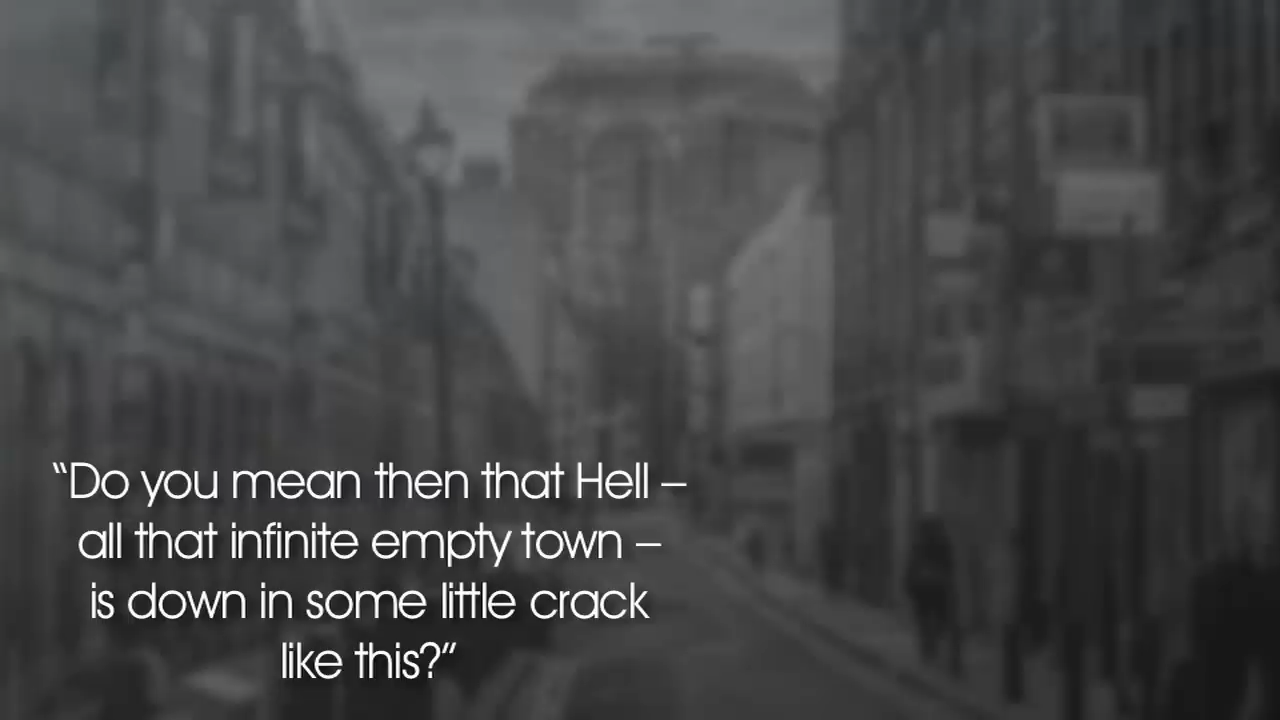 “Do you mean then that Hell –
all that infinite empty town –
is down in some little crack
like this?”